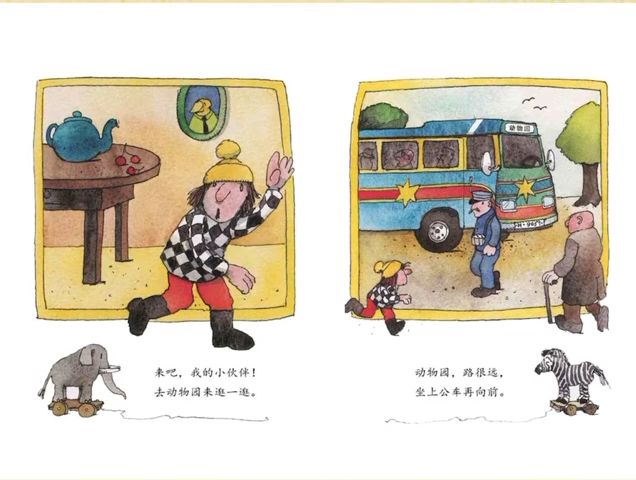 来吧，我的小伙伴！
去动物园来逛一逛。
动物园
动物园，路很远，
坐上公车再向前。